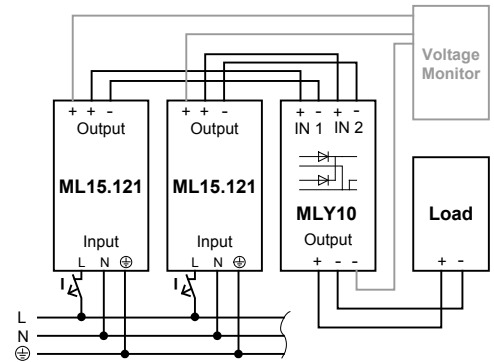 Voltage
Monitor
+ + - + + - + - + -
Output Output IN 1 IN 2
ML15.121 ML15.121 MLY10 Load
Input Input Output
L N ⏚ L N ⏚ + - - + -
I I
L
N
⏚